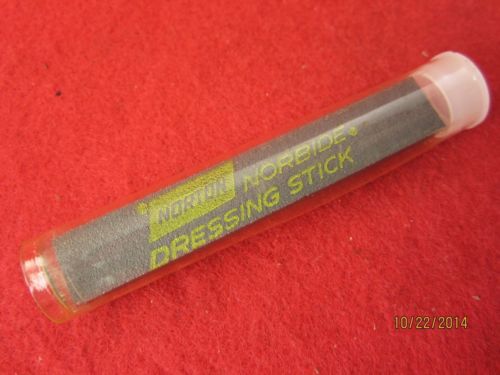 ® NORTON NORBIDE®
DRESSING STICK
10/22/2014